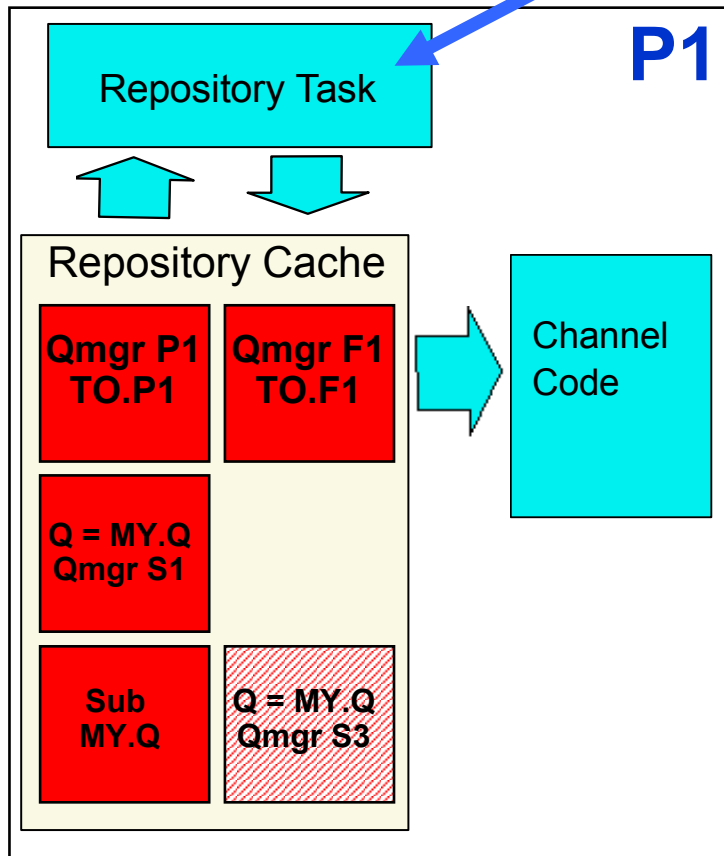 P1
Repository Task
Repository Cache
Qmgr P1
TO.P1
Qmgr F1
TO.F1
Channel
Code
Q = MY.Q
Qmgr S1
Sub
MY.Q
Q = MY.Q
Qmgr S3